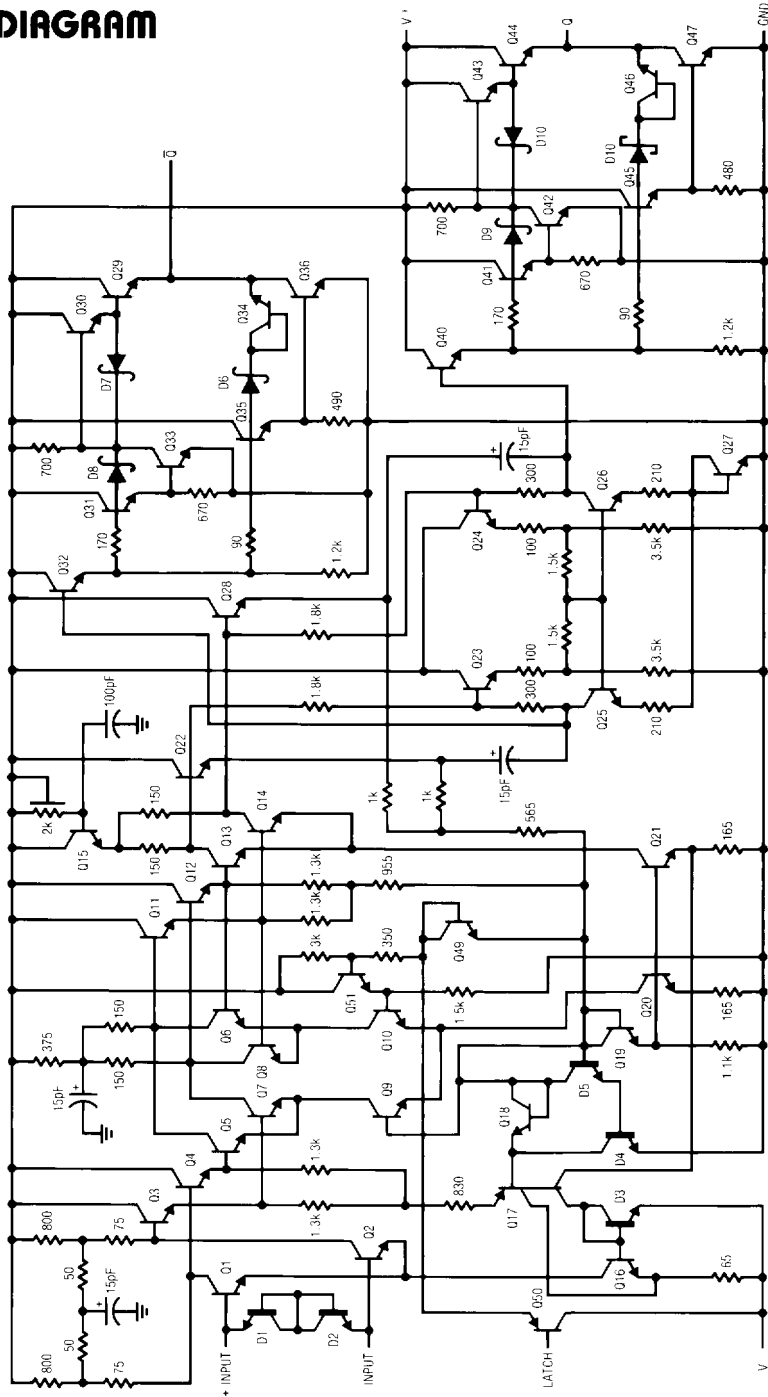 DIAGRAM
V+
GND
Q43
Q44
Q
Q47
Q46
D10
D10
Q45
480
700
D9
Q42
Q41
670
170
90
Q40
1.2k
Q̅
Q29
Q30
Q36
Q34
D7
D6
Q35
490
700
D8
Q33
Q31
670
170
90
Q32
1.2k
15pF
300
Q26
210
Q27
Q24
100
1.5k
3.5k
Q28
1.8k
1.8k
Q23
100
1.5k
3.5k
300
Q25
210
100pF
2k
Q15
150
150
Q22
15pF
1k
1k
565
Q14
Q13
Q12
Q11
1.3k
1.3k
955
Q21
165
3k
350
Q51
Q49
1.5k
Q20
165
375
15pF
150
150
Q6
Q8
Q10
Q7
Q5
Q9
Q19
1.1k
D5
Q18
D4
Q4
Q3
1.3k
1.3k
830
Q17
D3
Q16
65
800
75
50
50
15pF
800
75
Q1
Q2
D1
D2
+ INPUT
INPUT
LATCH
Q50
V